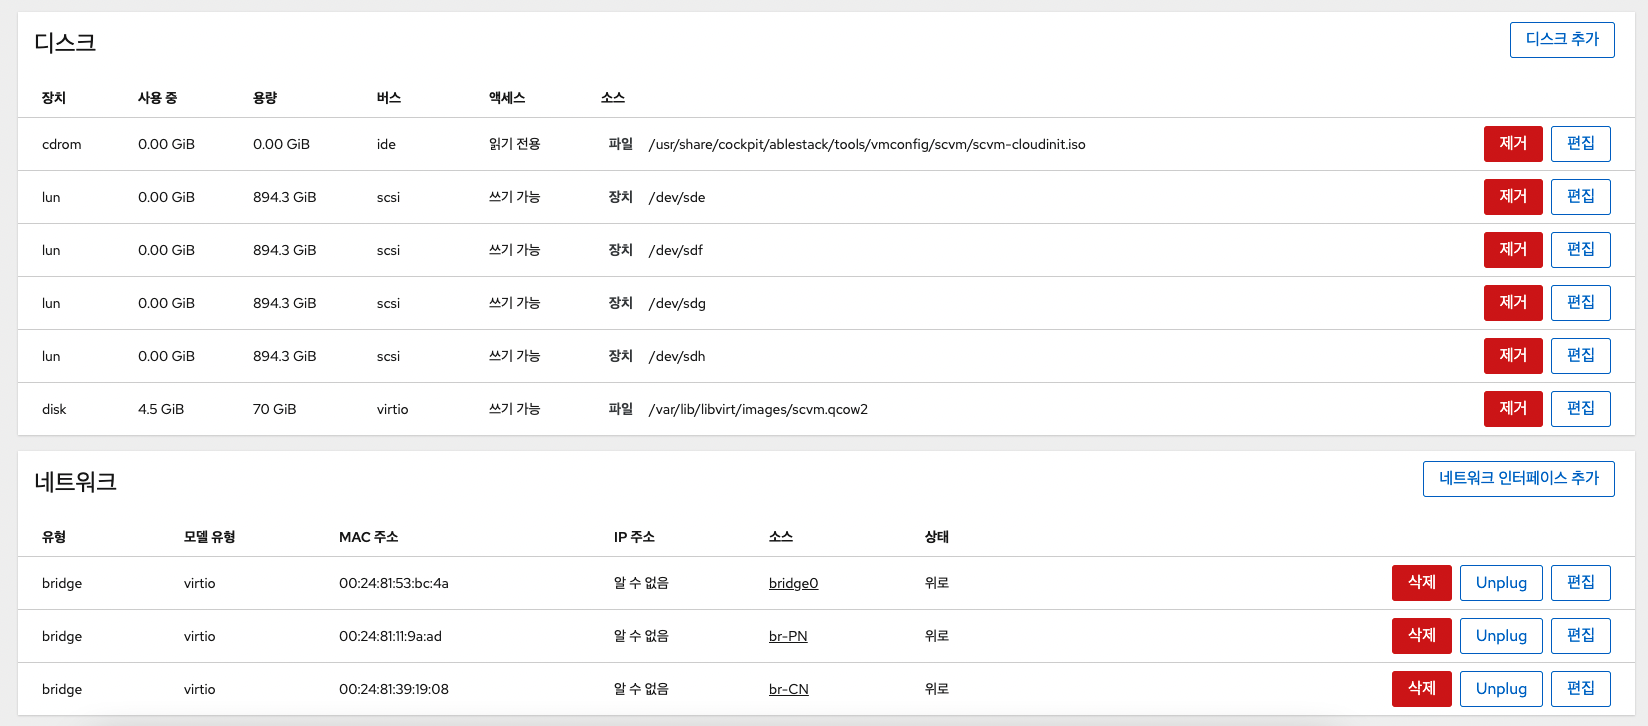 디스크 디스크 추가
장치 사용 중 용량 버스 액세스 소스
cdrom 0.00 GiB 0.00 GiB ide 읽기 전용 파일 /usr/share/cockpit/ablestack/tools/vmconfig/scvm/scvm-cloudinit.iso 제거 편집
lun 0.00 GiB 894.3 GiB scsi 쓰기 가능 장치 /dev/sde 제거 편집
lun 0.00 GiB 894.3 GiB scsi 쓰기 가능 장치 /dev/sdf 제거 편집
lun 0.00 GiB 894.3 GiB scsi 쓰기 가능 장치 /dev/sdg 제거 편집
lun 0.00 GiB 894.3 GiB scsi 쓰기 가능 장치 /dev/sdh 제거 편집
disk 4.5 GiB 70 GiB virtio 쓰기 가능 파일 /var/lib/libvirt/images/scvm.qcow2 제거 편집
네트워크 네트워크 인터페이스 추가
유형 모델 유형 MAC 주소 IP 주소 소스 상태
bridge virtio 00:24:81:53:bc:4a 알 수 없음 bridge0 위로 삭제 Unplug 편집
bridge virtio 00:24:81:11:9a:ad 알 수 없음 br-PN 위로 삭제 Unplug 편집
bridge virtio 00:24:81:39:19:08 알 수 없음 br-CN 위로 삭제 Unplug 편집